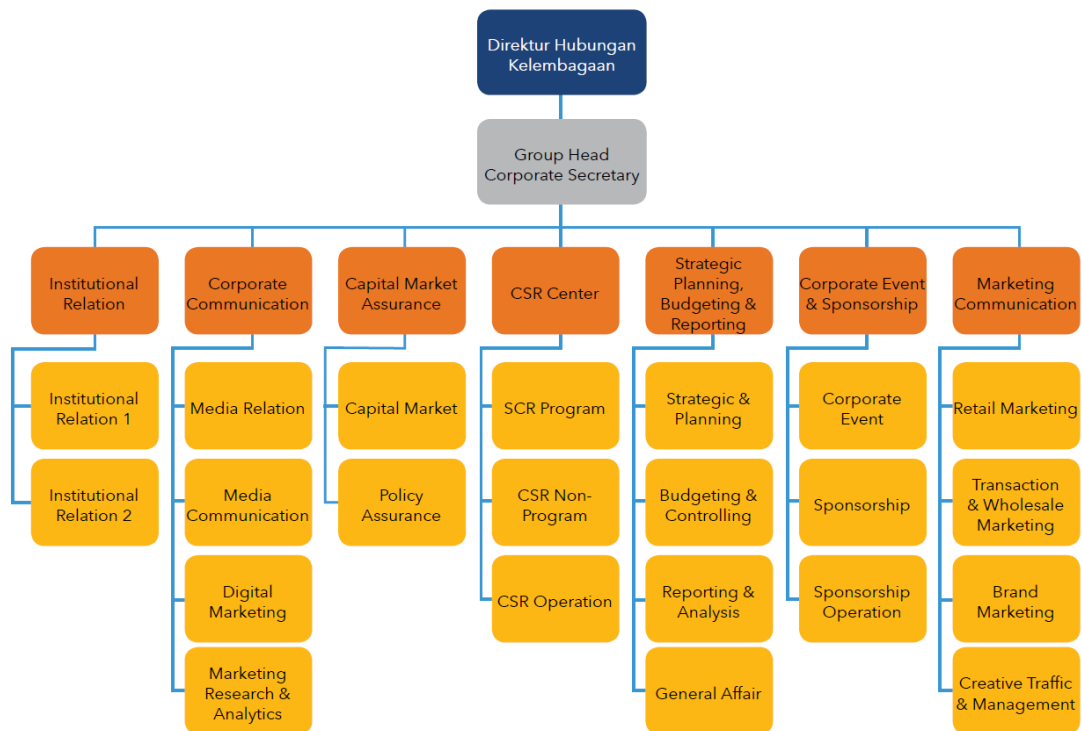 Direktur Hubungan
Kelembagaan
Group Head
Corporate Secretary
Institutional
Relation
Corporate
Communication
Capital Market
Assurance
CSR Center
Strategic
Planning,
Budgeting &
Reporting
Corporate Event
& Sponsorship
Marketing
Communication
Institutional
Relation 1
Institutional
Relation 2
Media Relation
Media
Communication
Digital
Marketing
Marketing
Research &
Analytics
Capital Market
Policy
Assurance
SCR Program
CSR Non-
Program
CSR Operation
Strategic &
Planning
Budgeting &
Controlling
Reporting &
Analysis
General Affair
Corporate
Event
Sponsorship
Sponsorship
Operation
Retail Marketing
Transaction
& Wholesale
Marketing
Brand
Marketing
Creative Traffic
& Management